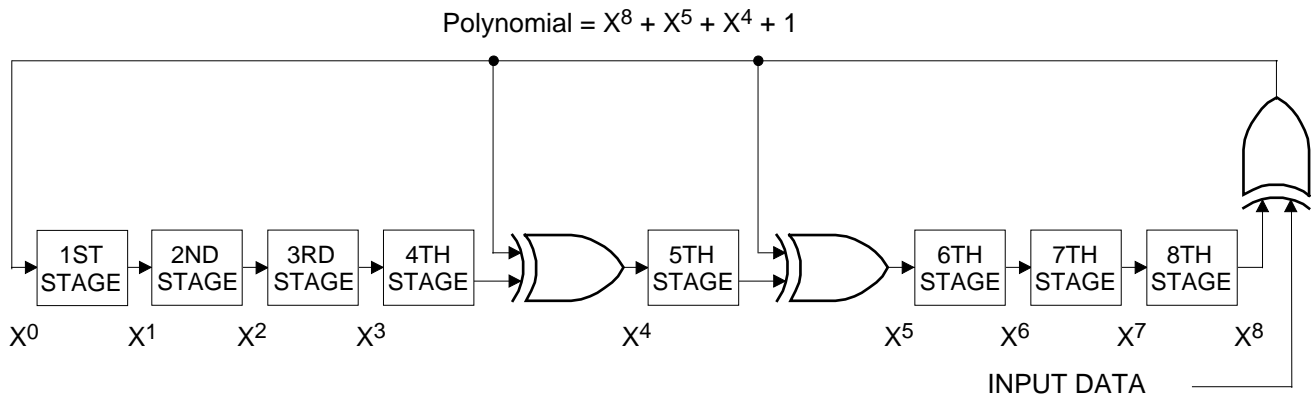 Polynomial = X⁸ + X⁵ + X⁴ + 1
1ST STAGE
2ND STAGE
3RD STAGE
4TH STAGE
5TH STAGE
6TH STAGE
7TH STAGE
8TH STAGE
X⁰ X¹ X² X³ X⁴ X⁵ X⁶ X⁷ X⁸
INPUT DATA